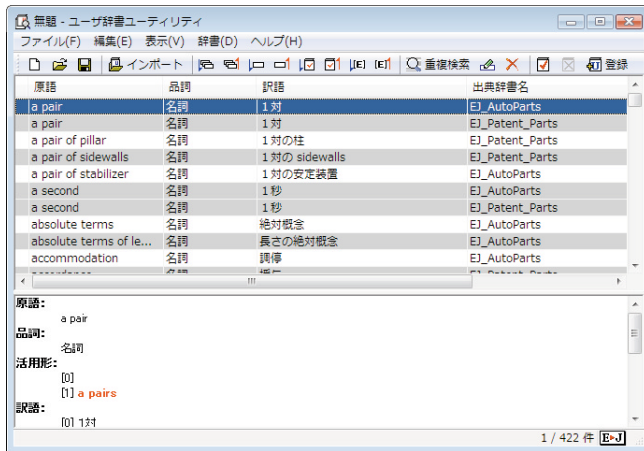 無題 - ユーザ辞書ユーティリティ
ファイル(F) 編集(E) 表示(V) 辞書(D) ヘルプ(H)
インポート 重複検索 登録
原語 品詞 訳語 出典辞書名
a pair 名詞 1対 EJ_AutoParts
a pair 名詞 1対 EJ_Patent_Parts
a pair of pillar 名詞 1対の柱 EJ_Patent_Parts
a pair of sidewalls 名詞 1対の sidewalls EJ_Patent_Parts
a pair of stabilizer 名詞 1対の安定装置 EJ_AutoParts
a second 名詞 1秒 EJ_AutoParts
a second 名詞 1秒 EJ_Patent_Parts
absolute terms 名詞 絶対概念 EJ_AutoParts
absolute terms of le... 名詞 長さの絶対概念 EJ_AutoParts
accommodation 名詞 調停 EJ_AutoParts
原語:
a pair
品詞:
名詞
活用形:
[0]
[1] a pairs
訳語:
[0] 1対
1 / 422 件 E▸J